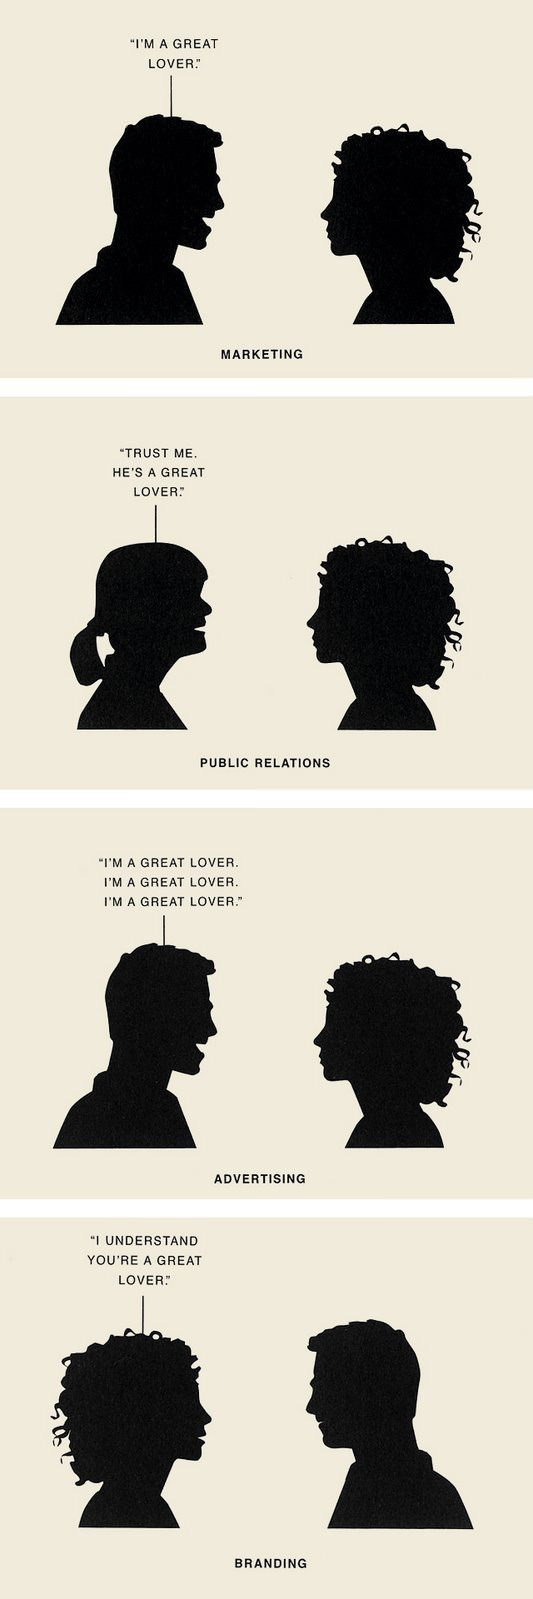 “I’M A GREAT
LOVER.”
MARKETING
“TRUST ME.
HE’S A GREAT
LOVER.”
PUBLIC RELATIONS
“I’M A GREAT LOVER.
I’M A GREAT LOVER.
I’M A GREAT LOVER.”
ADVERTISING
“I UNDERSTAND
YOU’RE A GREAT
LOVER.”
BRANDING